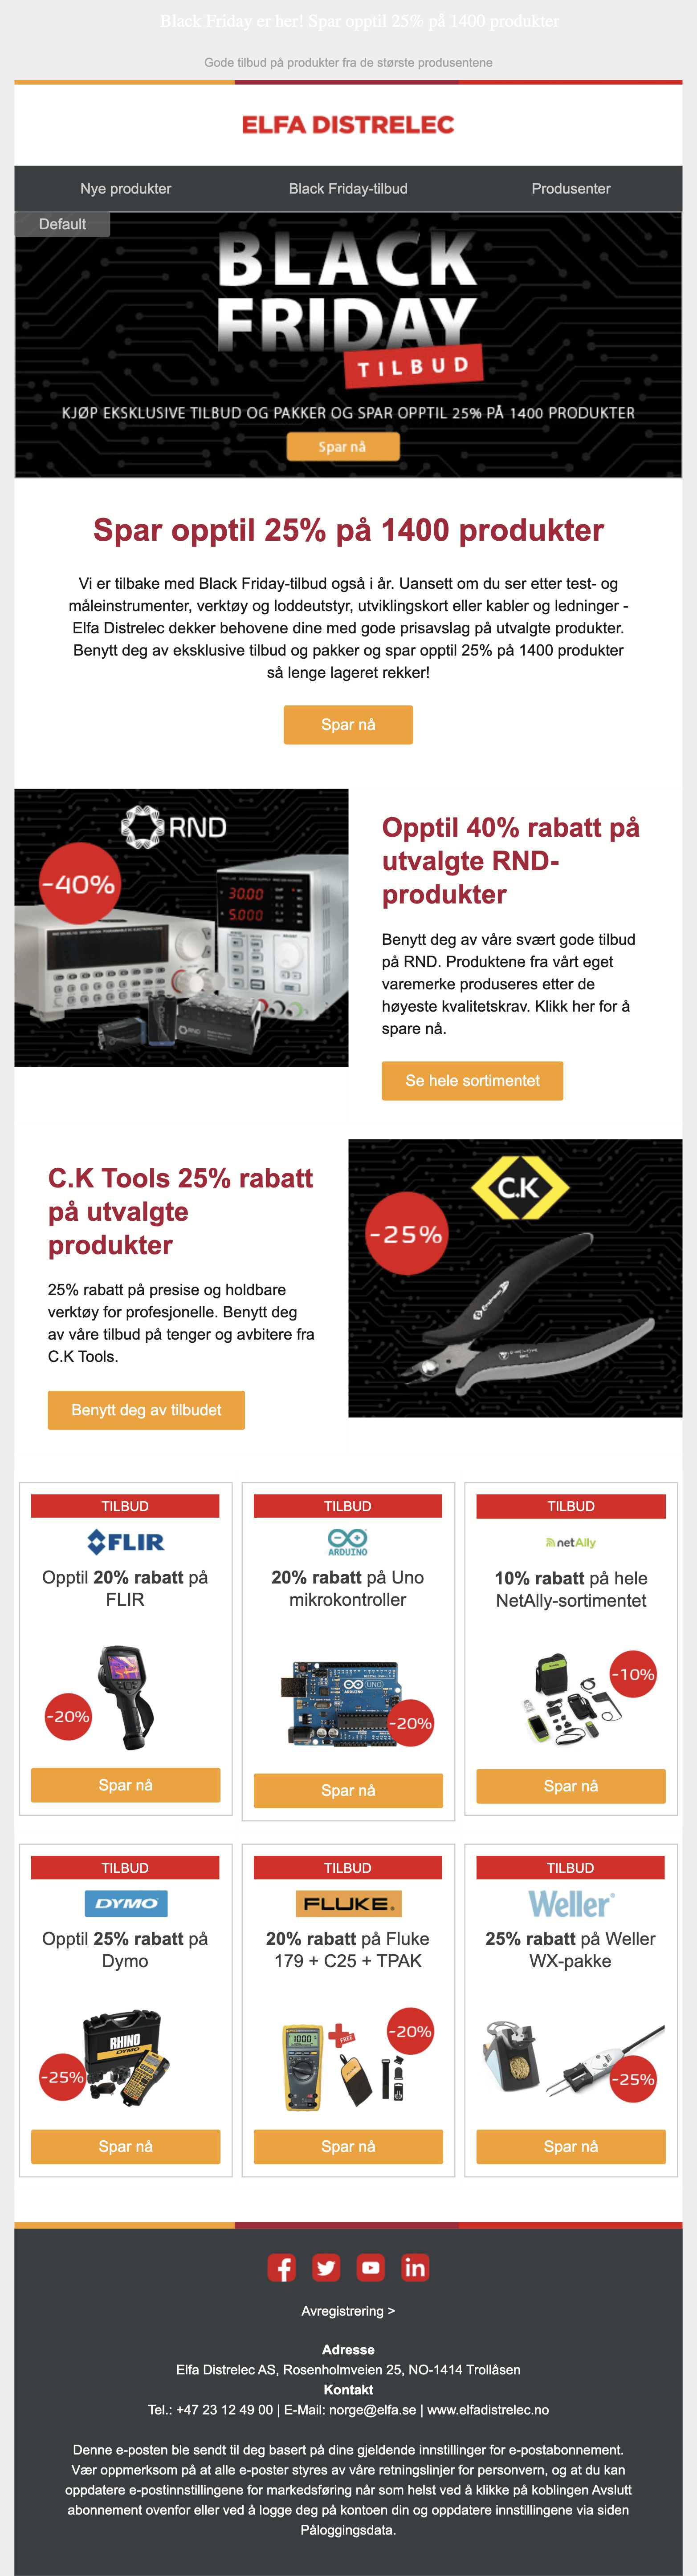 Black Friday er her! Spar opptil 25% på 1400 produkter
Gode tilbud på produkter fra de største produsentene
ELFA DISTRELEC
Nye produkter
Black Friday-tilbud
Produsenter
Default
BLACK
FRIDAY
TILBUD
KJØP EKSKLUSIVE TILBUD OG PAKKER OG SPAR OPPTIL 25% PÅ 1400 PRODUKTER
Spar nå
Spar opptil 25% på 1400 produkter
Vi er tilbake med Black Friday-tilbud også i år. Uansett om du ser etter test- og
måleinstrumenter, verktøy og loddeutstyr, utviklingskort eller kabler og ledninger -
Elfa Distrelec dekker behovene dine med gode prisavslag på utvalgte produkter.
Benytt deg av eksklusive tilbud og pakker og spar opptil 25% på 1400 produkter
så lenge lageret rekker!
Spar nå
RND
-40%
30.00
5.000
RND
Opptil 40% rabatt på
utvalgte RND-
produkter
Benytt deg av våre svært gode tilbud
på RND. Produktene fra vårt eget
varemerke produseres etter de
høyeste kvalitetskrav. Klikk her for å
spare nå.
Se hele sortimentet
C.K Tools 25% rabatt
på utvalgte
produkter
25% rabatt på presise og holdbare
verktøy for profesjonelle. Benytt deg
av våre tilbud på tenger og avbitere fra
C.K Tools.
Benytt deg av tilbudet
C.K
-25%
TILBUD
FLIR
Opptil 20% rabatt på
FLIR
-20%
Spar nå
TILBUD
ARDUINO
20% rabatt på Uno
mikrokontroller
UNO
ARDUINO
-20%
Spar nå
TILBUD
netAlly
10% rabatt på hele
NetAlly-sortimentet
-10%
Spar nå
TILBUD
DYMO
Opptil 25% rabatt på
Dymo
RHINO
DYMO
-25%
Spar nå
TILBUD
FLUKE
20% rabatt på Fluke
179 + C25 + TPAK
1000
FREE
-20%
Spar nå
TILBUD
Weller
25% rabatt på Weller
WX-pakke
-25%
Spar nå
Avregistrering >
Adresse
Elfa Distrelec AS, Rosenholmveien 25, NO-1414 Trollåsen
Kontakt
Tel.: +47 23 12 49 00 | E-Mail: norge@elfa.se | www.elfadistrelec.no
Denne e-posten ble sendt til deg basert på dine gjeldende innstillinger for e-postabonnement.
Vær oppmerksom på at alle e-poster styres av våre retningslinjer for personvern, og at du kan
oppdatere e-postinnstillingene for markedsføring når som helst ved å klikke på koblingen Avslutt
abonnement ovenfor eller ved å logge deg på kontoen din og oppdatere innstillingene via siden
Påloggingsdata.